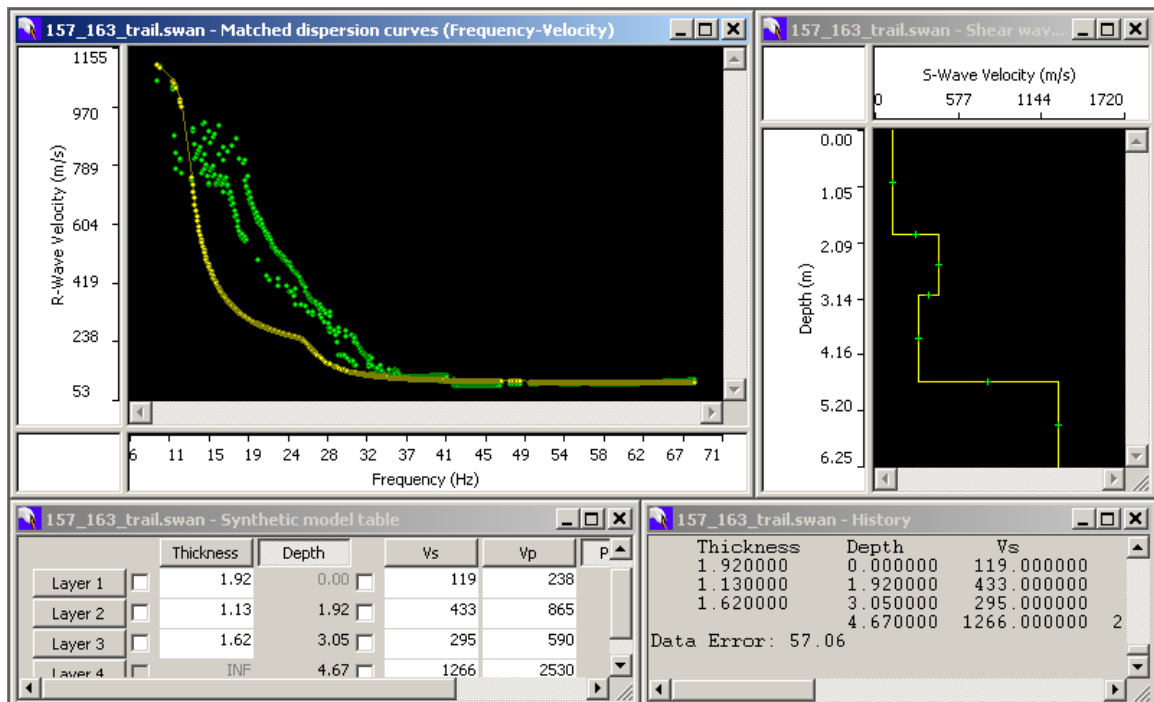 157_163_trail.swan - Matched dispersion curves (Frequency-Velocity)
1155
970
789
604
419
238
53
R-Wave Velocity (m/s)
6 11 15 19 24 28 32 37 41 45 49 54 58 62 67 71
Frequency (Hz)
157_163_trail.swan - Shear wav...
S-Wave Velocity (m/s)
0 577 1144 1720
0.00
1.05
2.09
3.14
4.16
5.20
6.25
Depth (m)
157_163_trail.swan - Synthetic model table
Thickness Depth Vs Vp P
Layer 1 1.92 0.00 119 238
Layer 2 1.13 1.92 433 865
Layer 3 1.62 3.05 295 590
Layer 4 INF 4.67 1266 2530
157_163_trail.swan - History
Thickness Depth Vs
1.920000 0.000000 119.000000
1.130000 1.920000 433.000000
1.620000 3.050000 295.000000
4.670000 1266.000000 2
Data Error: 57.06